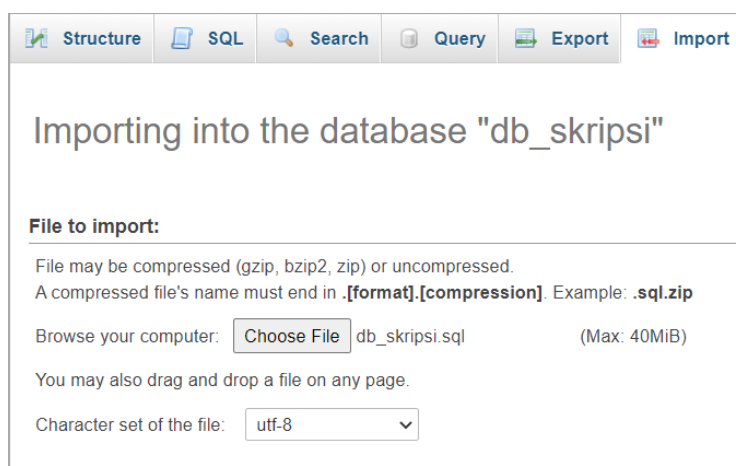 Structure SQL Search Query Export Import
Importing into the database "db_skripsi"
File to import:
File may be compressed (gzip, bzip2, zip) or uncompressed.
A compressed file's name must end in .[format].[compression]. Example: .sql.zip
Browse your computer: Choose File db_skripsi.sql (Max: 40MiB)
You may also drag and drop a file on any page.
Character set of the file: utf-8